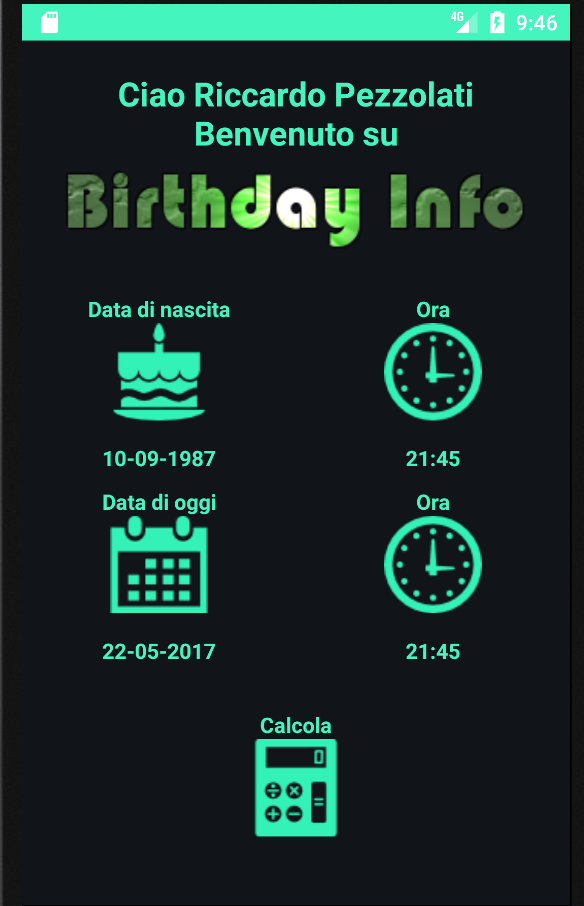 4G 9:46
Ciao Riccardo Pezzolati
Benvenuto su
Birthday Info
Data di nascita Ora
10-09-1987 21:45
Data di oggi Ora
22-05-2017 21:45
Calcola
0